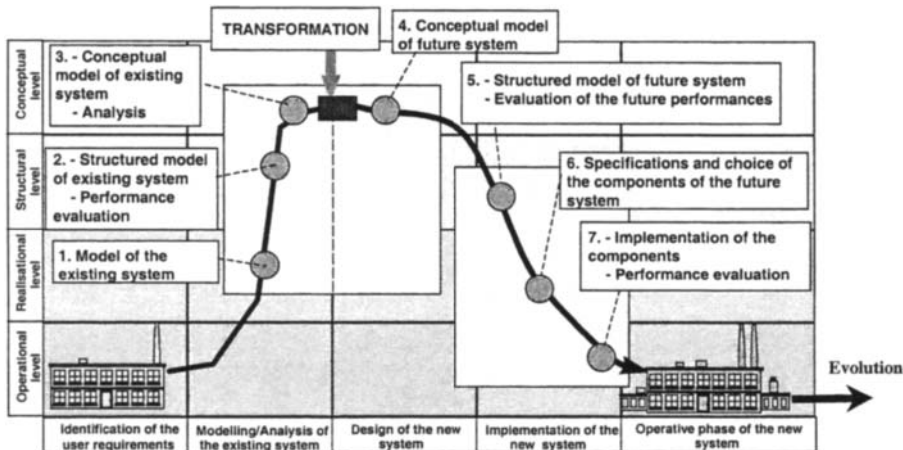 TRANSFORMATION
4. Conceptual model
of future system
3. - Conceptual
model of existing
system
- Analysis
5. - Structured model of future system
- Evaluation of the future performances
2. - Structured model
of existing system
- Performance
evaluation
6. Specifications and choice of
the components of the future
system
1. Model of the
existing system
7. - Implementation of the
components
- Performance evaluation
Conceptual
level
Structural
level
Realisational
level
Operational
level
Evolution
Identification of the
user requirements
Modelling/Analysis of
the existing system
Design of the new
system
Implementation of the
new system
Operative phase of the new
system